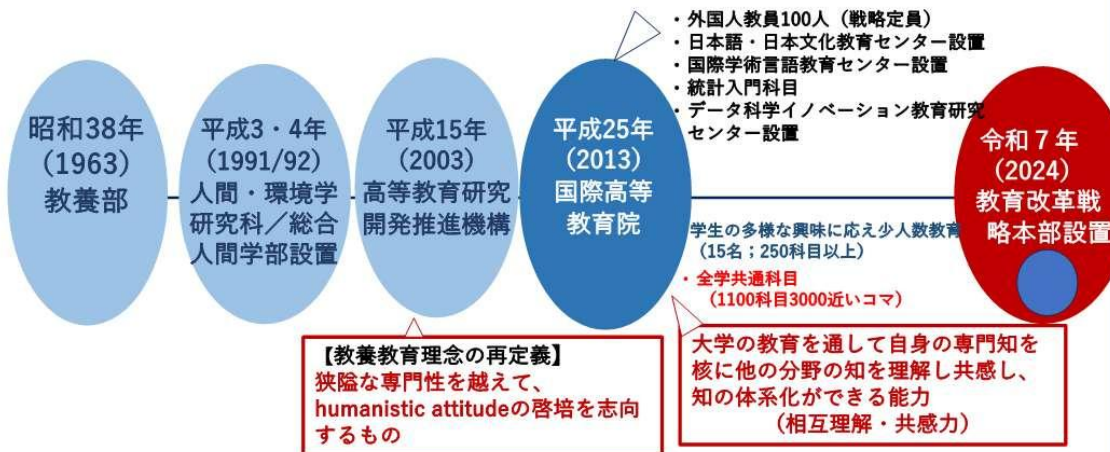 ・外国人教員100人（戦略定員）
・日本語・日本文化教育センター設置
・国際学術言語教育センター設置
・統計入門科目
・データ科学イノベーション教育研究
センター設置
昭和38年
（1963）
教養部
平成3・4年
（1991/92）
人間・環境学
研究科／総合
人間学部設置
平成15年
（2003）
高等教育研究
開発推進機構
平成25年
（2013）
国際高等
教育院
令和７年
（2024）
教育改革戦
略本部設置
学生の多様な興味に応え少人数教育
（15名；250科目以上）
・全学共通科目
（1100科目3000近いコマ）
【教養教育理念の再定義】
狭隘な専門性を越えて、
humanistic attitudeの啓培を志向
するもの
大学の教育を通して自身の専門知を
核に他の分野の知を理解し共感し、
知の体系化ができる能力
（相互理解・共感力）